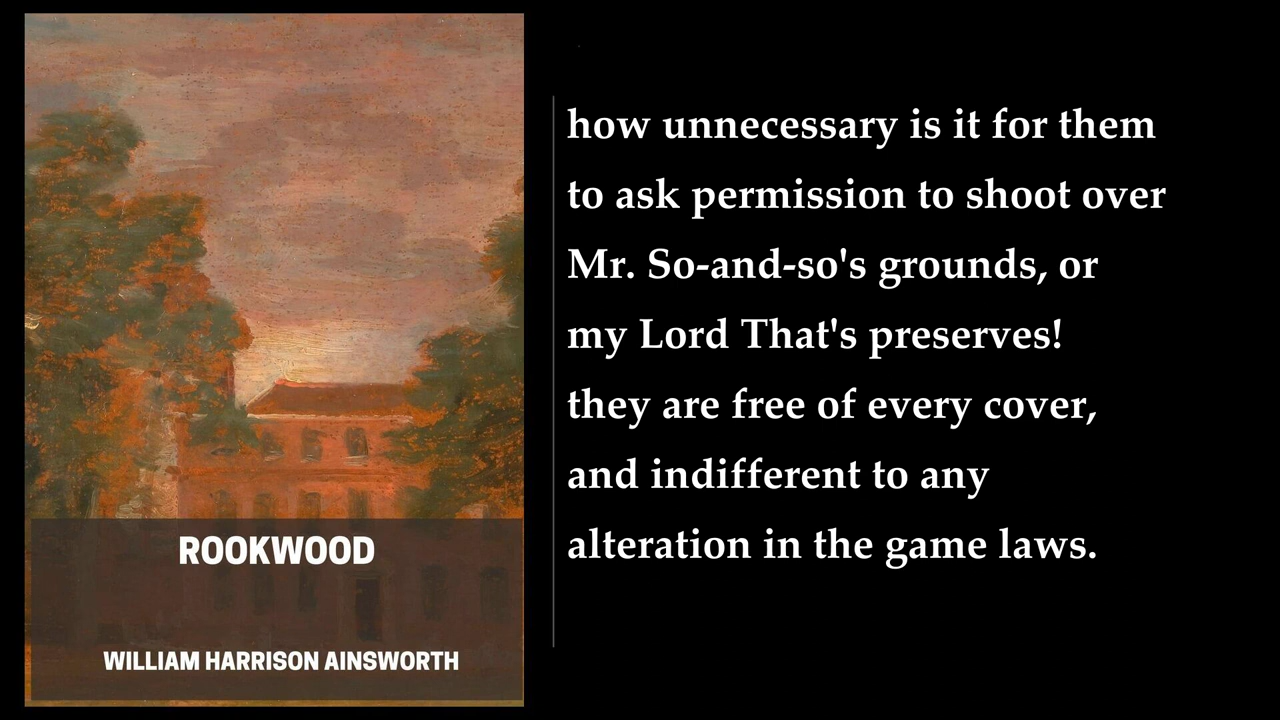 ROOKWOOD
WILLIAM HARRISON AINSWORTH
how unnecessary is it for them
to ask permission to shoot over
Mr. So-and-so's grounds, or
my Lord That's preserves!
they are free of every cover,
and indifferent to any
alteration in the game laws.